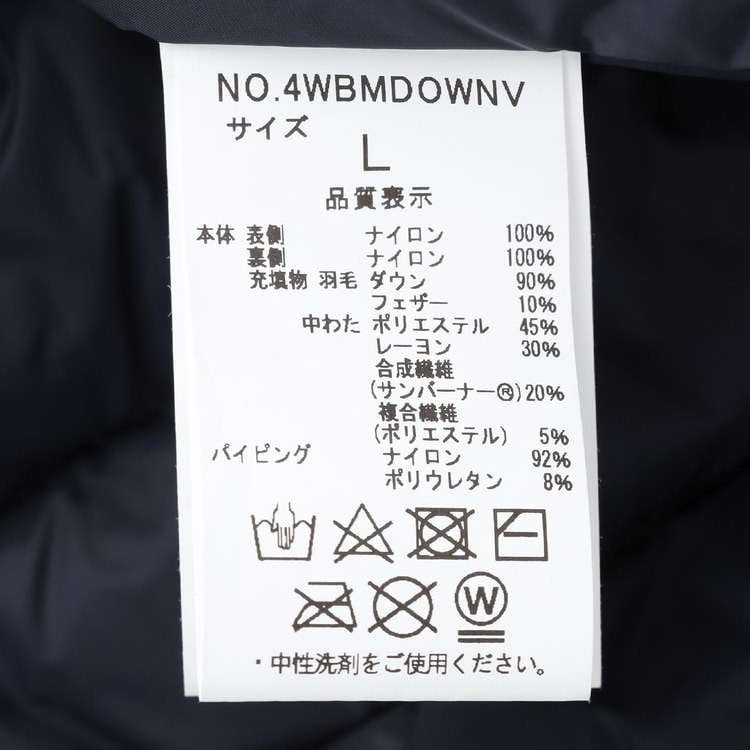 NO.4WBMDOWNV
サイズ
L
品質表示
本体 表側 ナイロン 100%
裏側 ナイロン 100%
充填物 羽毛 ダウン 90%
フェザー 10%
中わた ポリエステル 45%
レーヨン 30%
合成繊維
(サンバーナー®)20%
複合繊維
(ポリエステル) 5%
パイピング ナイロン 92%
ポリウレタン 8%
W
・中性洗剤をご使用ください。